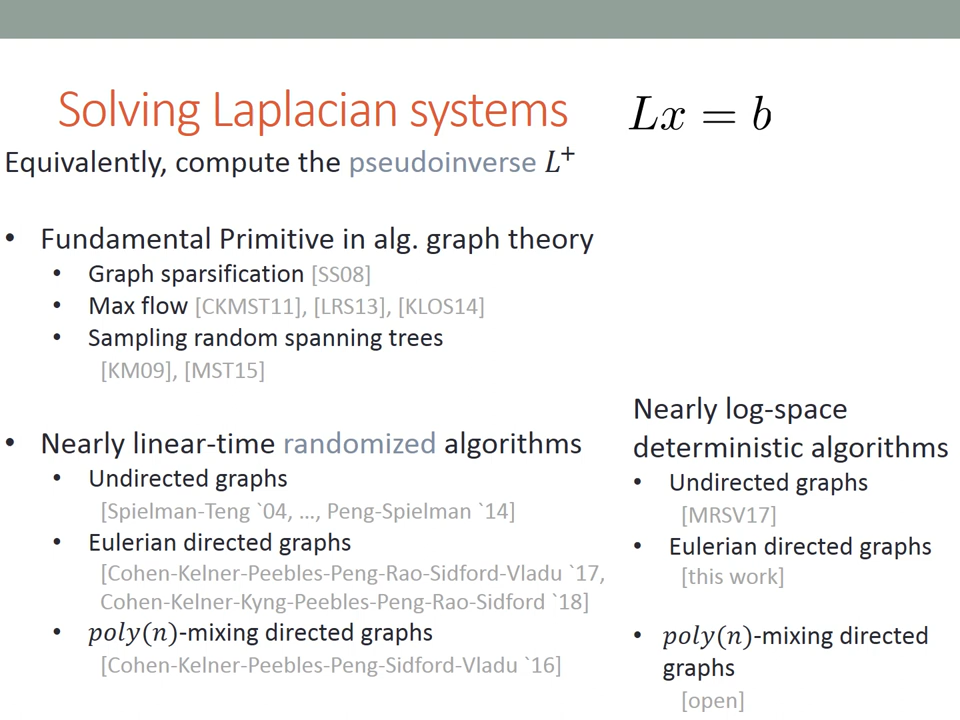 Solving Laplacian systems Lx = b
Equivalently, compute the pseudoinverse L⁺
• Fundamental Primitive in alg. graph theory
• Graph sparsification [SS08]
• Max flow [CKMST11], [LRS13], [KLOS14]
• Sampling random spanning trees
[KM09], [MST15]
• Nearly linear-time randomized algorithms
• Undirected graphs
[Spielman-Teng `04, …, Peng-Spielman `14]
• Eulerian directed graphs
[Cohen-Kelner-Peebles-Peng-Rao-Sidford-Vladu `17,
Cohen-Kelner-Kyng-Peebles-Peng-Rao-Sidford `18]
• poly(n)-mixing directed graphs
[Cohen-Kelner-Peebles-Peng-Sidford-Vladu `16]
Nearly log-space
deterministic algorithms
• Undirected graphs
[MRSV17]
• Eulerian directed graphs
[this work]
• poly(n)-mixing directed
graphs
[open]